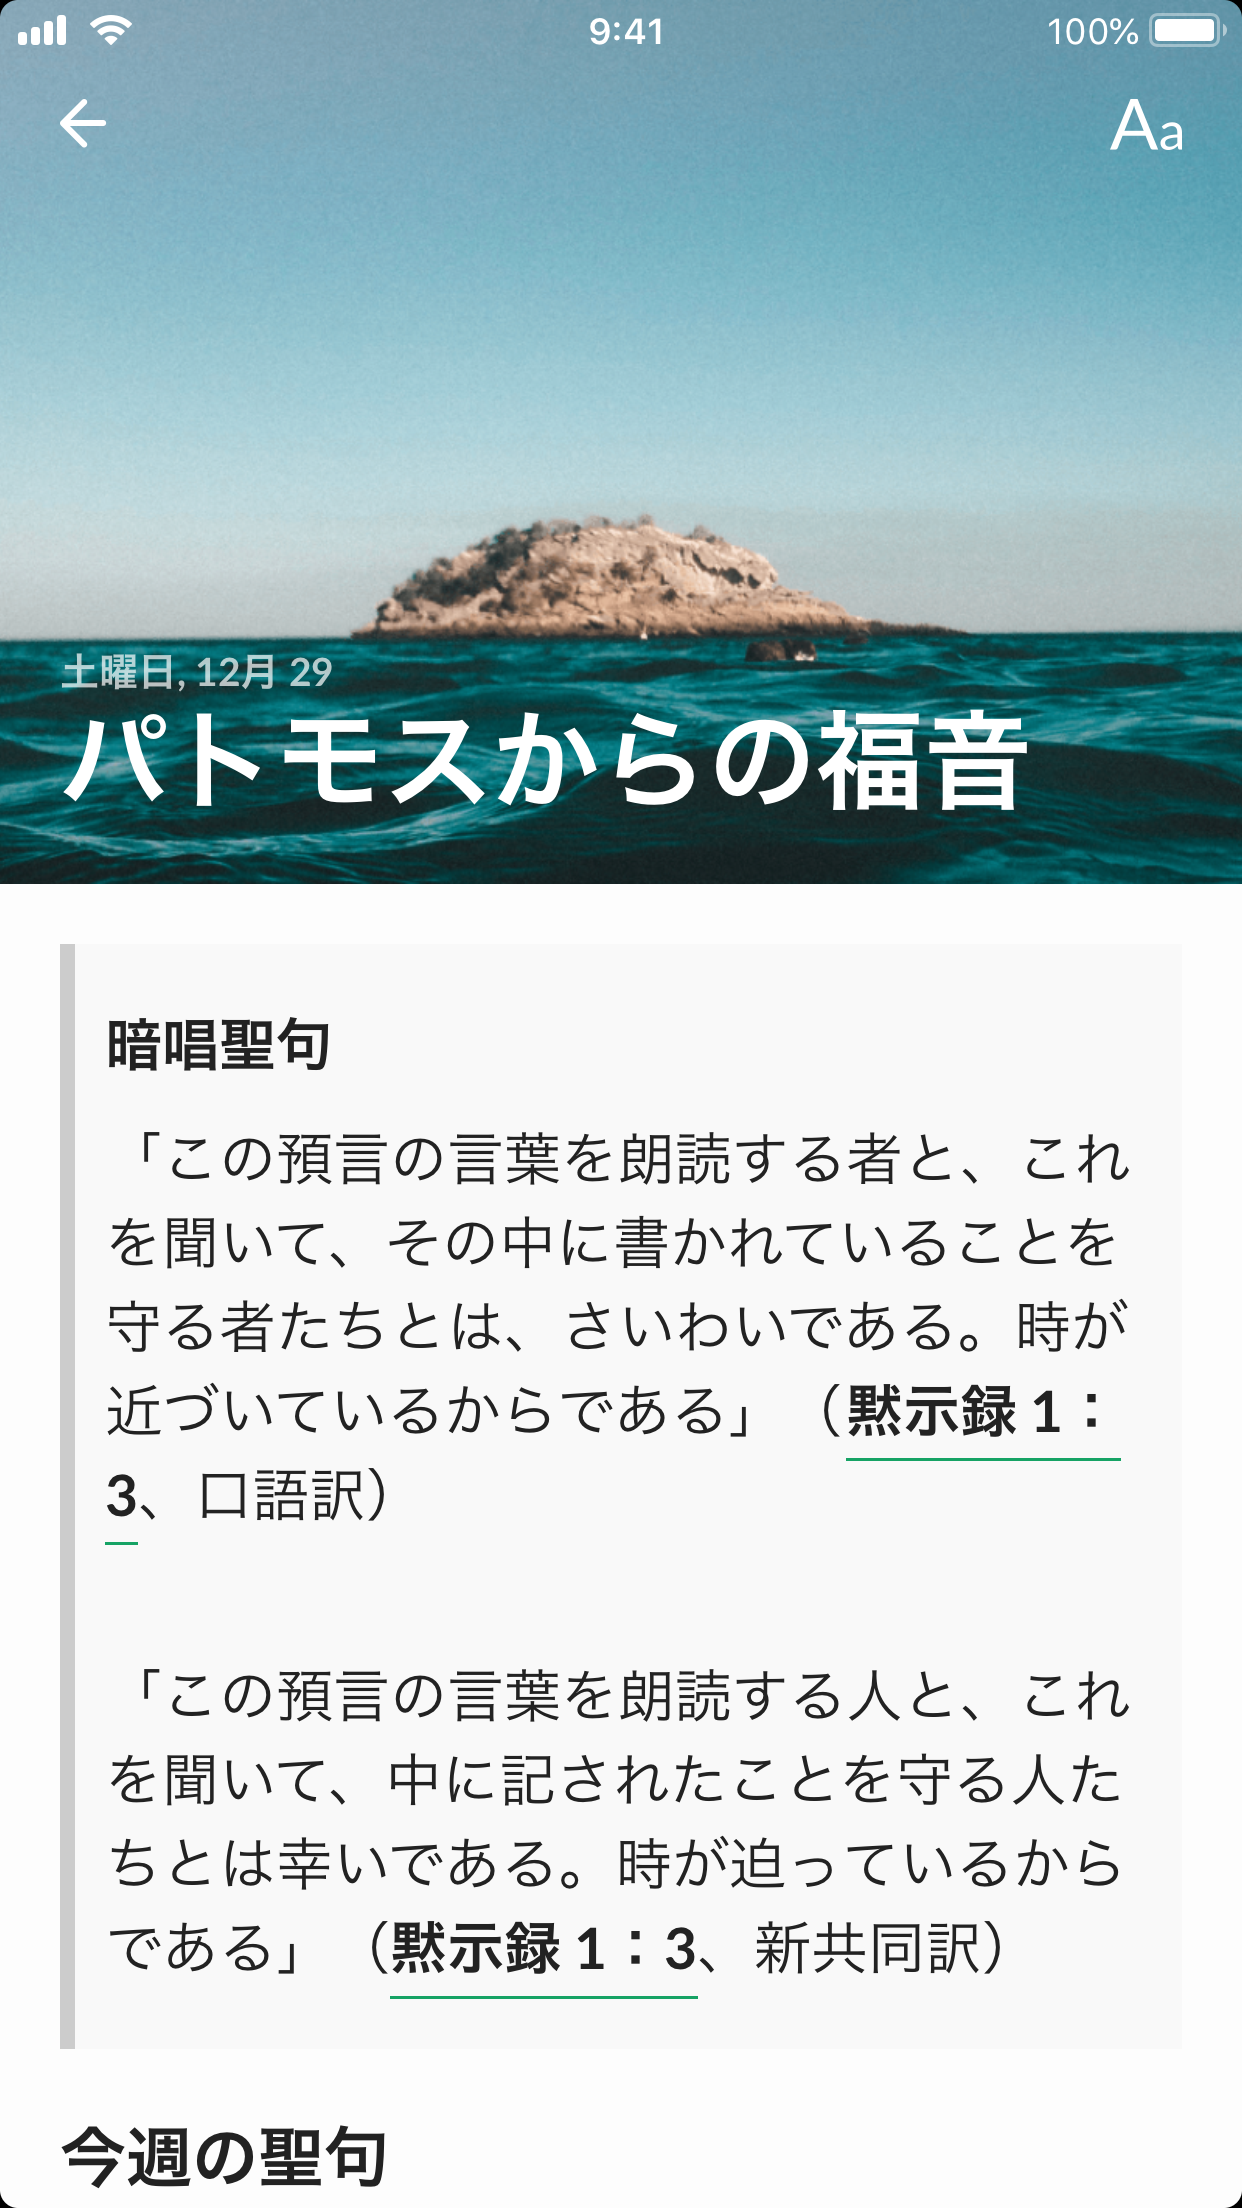 9:41
100%
Aa
土曜日, 12月 29
パトモスからの福音
暗唱聖句
「この預言の言葉を朗読する者と、これ
を聞いて、その中に書かれていることを
守る者たちとは、さいわいである。時が
近づいているからである」（黙示録 1：
3、口語訳）
「この預言の言葉を朗読する人と、これ
を聞いて、中に記されたことを守る人た
ちとは幸いである。時が迫っているから
である」（黙示録 1：3、新共同訳）
今週の聖句